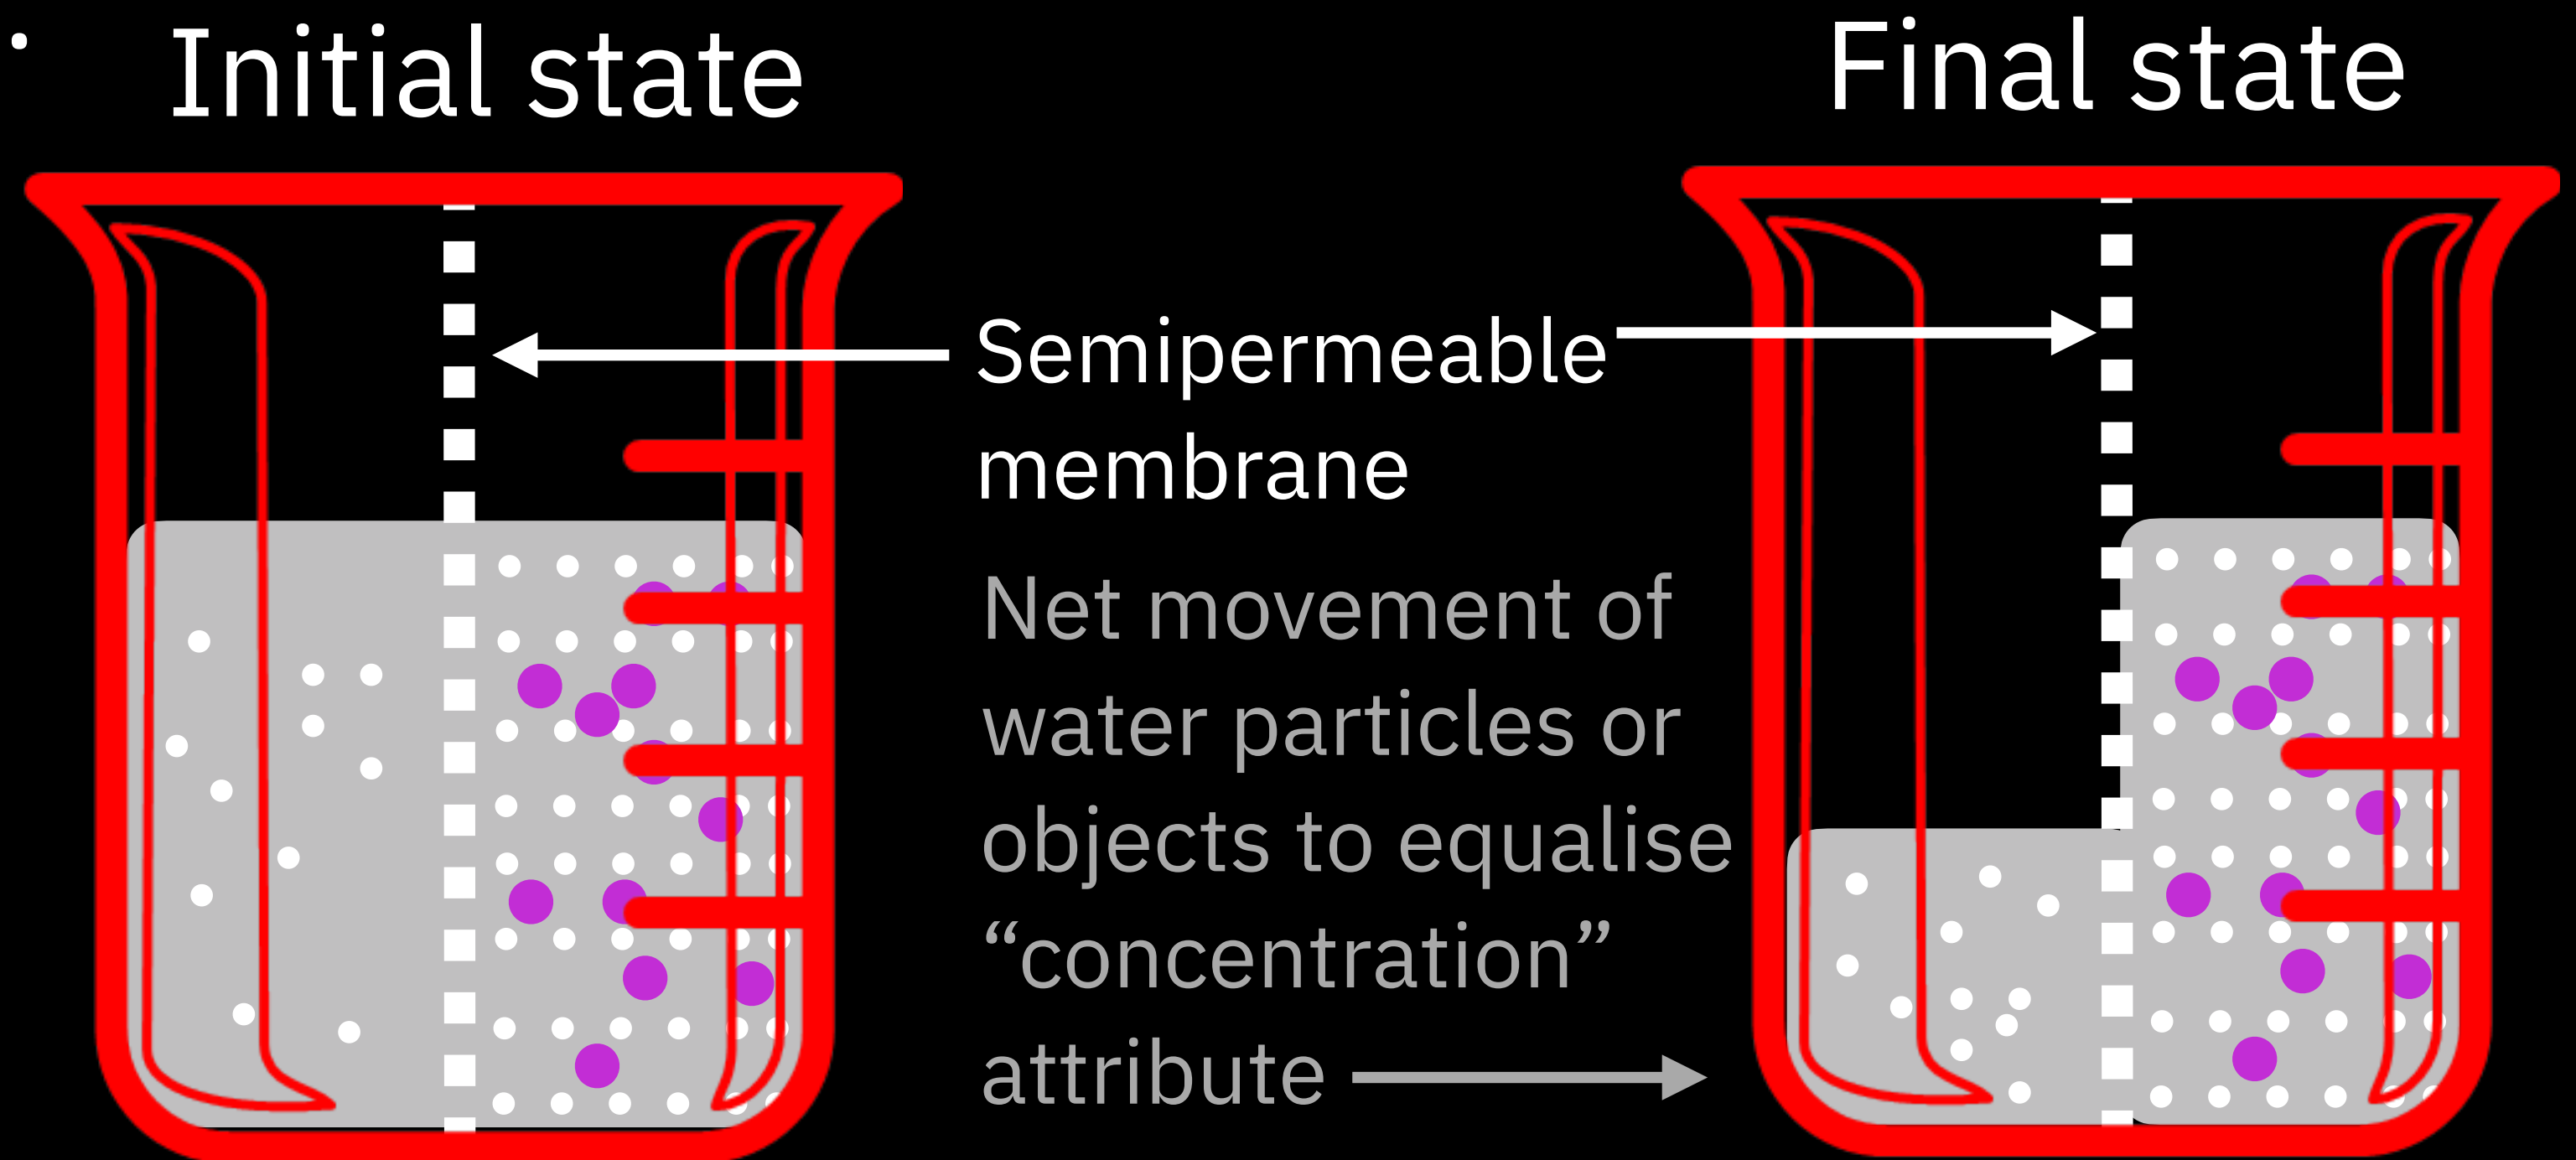 Initial state
Final state
Semipermeable
membrane
Net movement of
water particles or
objects to equalise
“concentration”
attribute